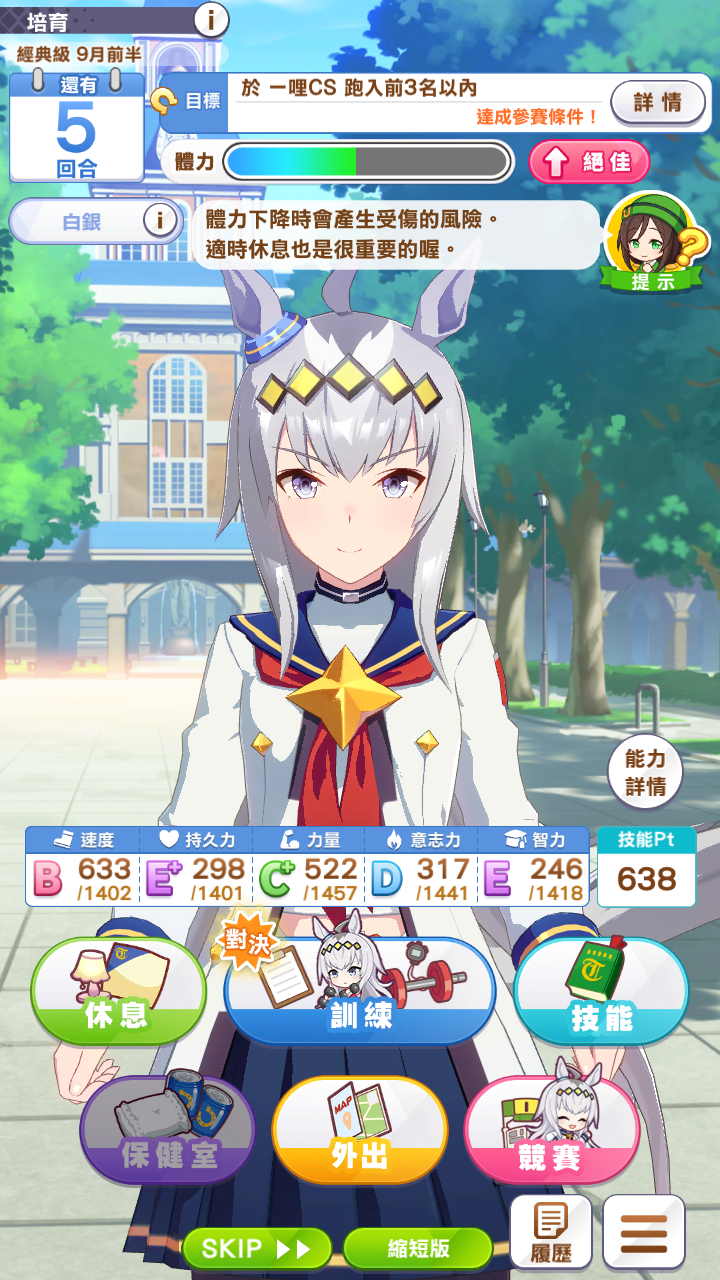 培育
i
經典級 9月前半
還有
5
回合
目標
於 一哩CS 跑入前3名以內
達成參賽條件！
詳情
體力
絕佳
白銀
i
體力下降時會產生受傷的風險。
適時休息也是很重要的喔。
提示
能力
詳情
速度 持久力 力量 意志力 智力 技能Pt
B 633 E+ 298 C+ 522 D 317 E 246 638
/1402 /1401 /1457 /1441 /1418
對決
休息
訓練
技能
MAP
保健室
外出
競賽
SKIP
縮短版
履歷